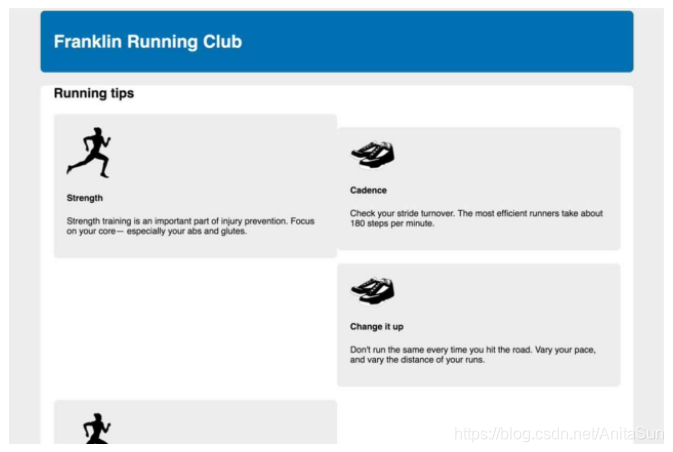 Franklin Running Club
Running tips
Strength
Strength training is an important part of injury prevention. Focus
on your core— especially your abs and glutes.
Cadence
Check your stride turnover. The most efficient runners take about
180 steps per minute.
Change it up
Don't run the same every time you hit the road. Vary your pace,
and vary the distance of your runs.
https://blog.csdn.net/AnitaSun